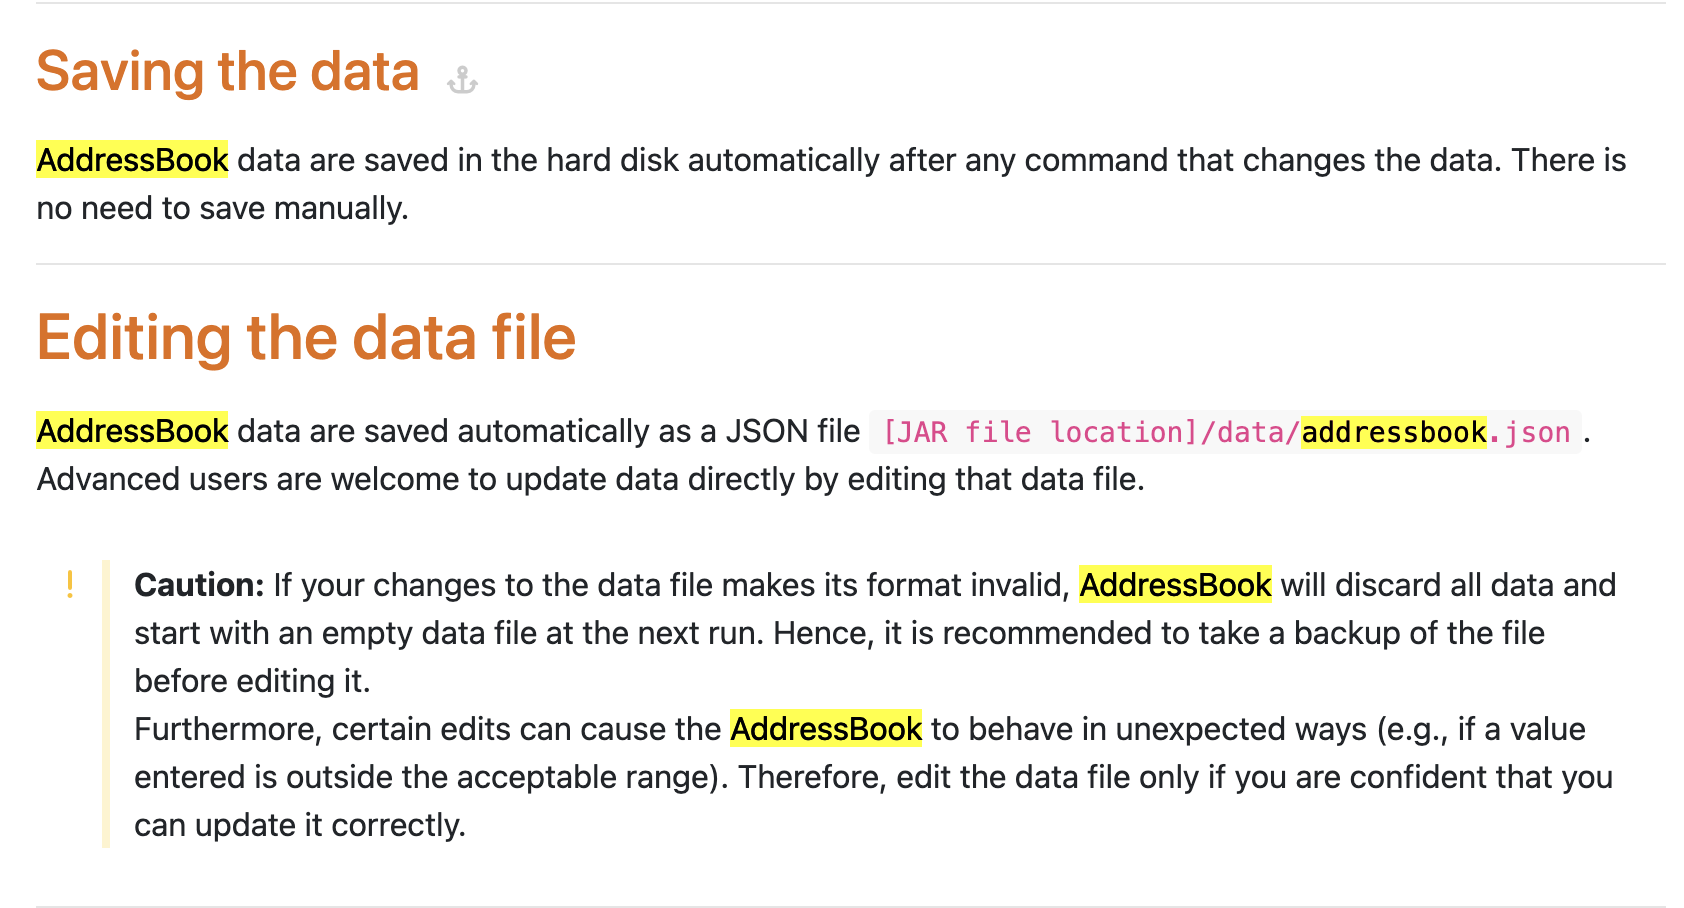 Saving the data
AddressBook data are saved in the hard disk automatically after any command that changes the data. There is
no need to save manually.
Editing the data file
AddressBook data are saved automatically as a JSON file [JAR file location]/data/addressbook.json .
Advanced users are welcome to update data directly by editing that data file.
! Caution: If your changes to the data file makes its format invalid, AddressBook will discard all data and
start with an empty data file at the next run. Hence, it is recommended to take a backup of the file
before editing it.
Furthermore, certain edits can cause the AddressBook to behave in unexpected ways (e.g., if a value
entered is outside the acceptable range). Therefore, edit the data file only if you are confident that you
can update it correctly.